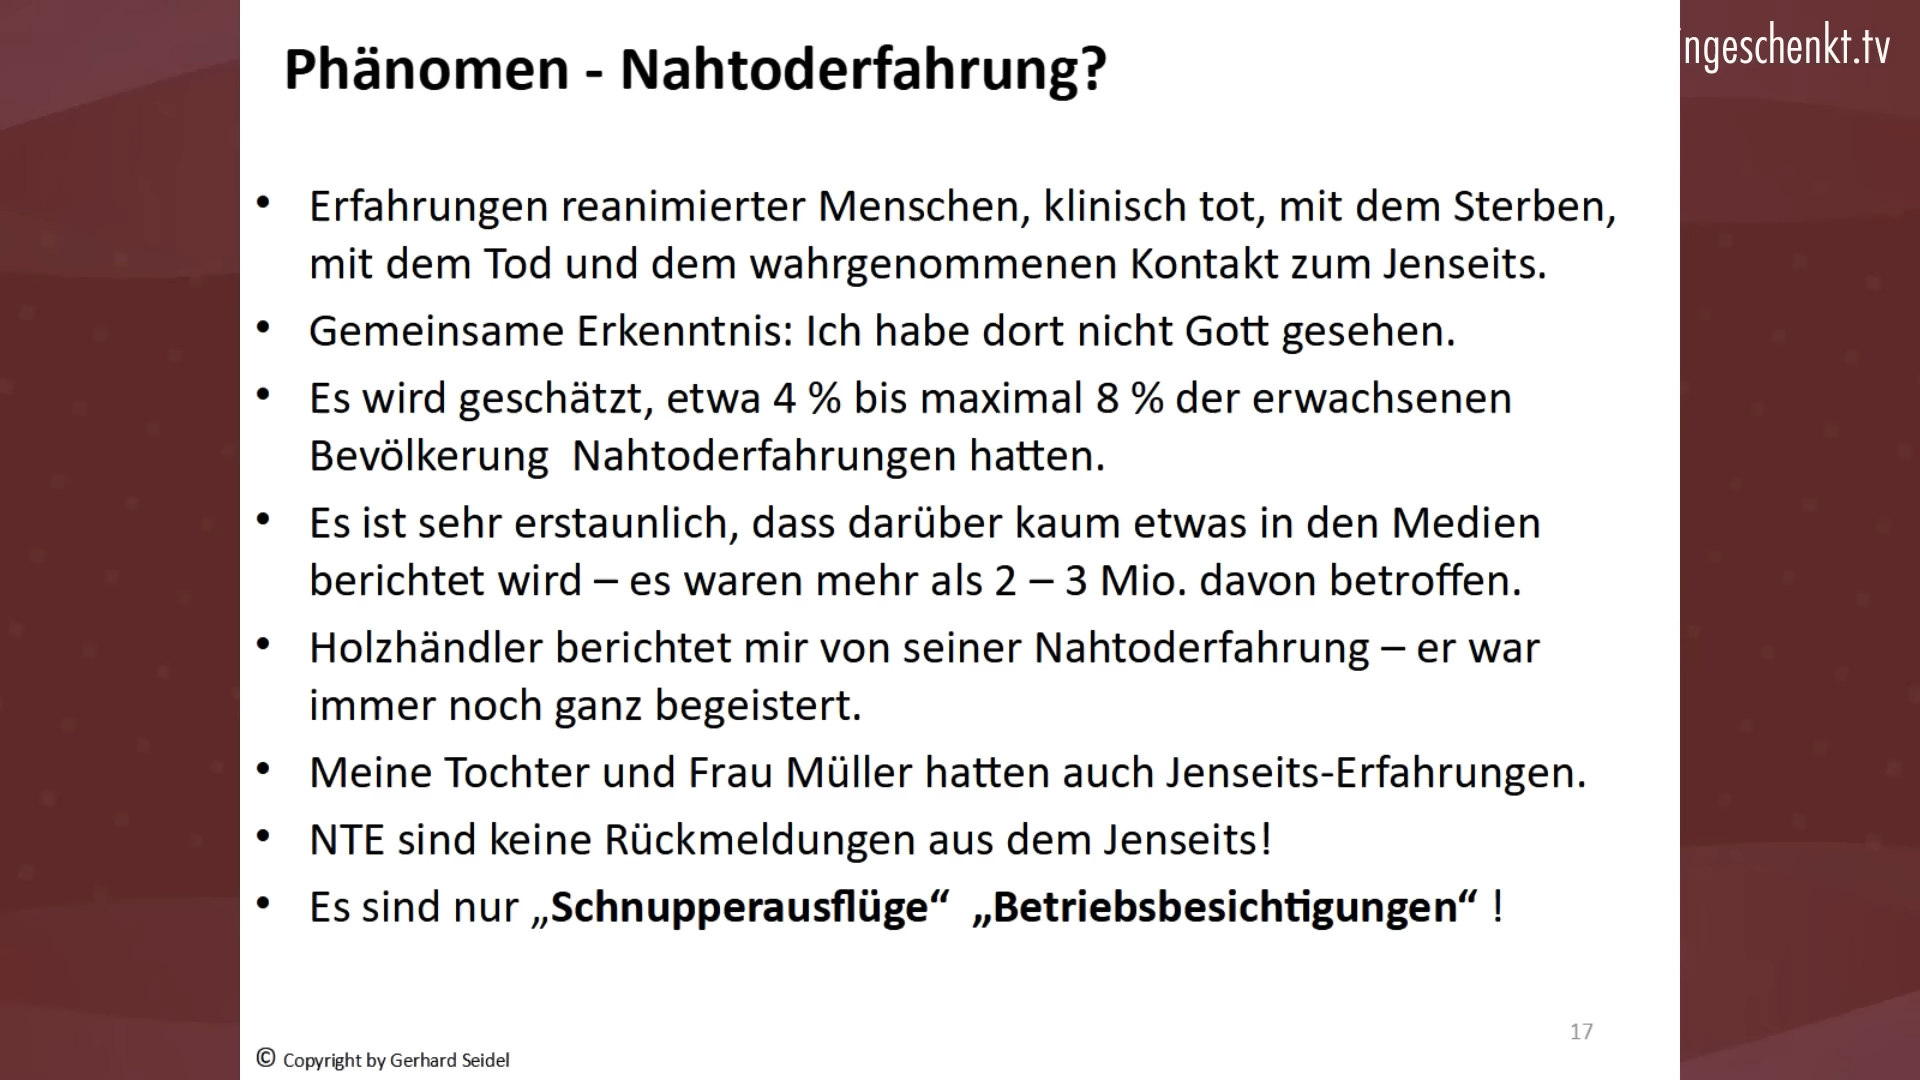 Phänomen - Nahtoderfahrung?
ngeschenkt.tv
• Erfahrungen reanimierter Menschen, klinisch tot, mit dem Sterben,
mit dem Tod und dem wahrgenommenen Kontakt zum Jenseits.
• Gemeinsame Erkenntnis: Ich habe dort nicht Gott gesehen.
• Es wird geschätzt, etwa 4 % bis maximal 8 % der erwachsenen
Bevölkerung  Nahtoderfahrungen hatten.
• Es ist sehr erstaunlich, dass darüber kaum etwas in den Medien
berichtet wird – es waren mehr als 2 – 3 Mio. davon betroffen.
• Holzhändler berichtet mir von seiner Nahtoderfahrung – er war
immer noch ganz begeistert.
• Meine Tochter und Frau Müller hatten auch Jenseits-Erfahrungen.
• NTE sind keine Rückmeldungen aus dem Jenseits!
• Es sind nur „Schnupperausflüge“  „Betriebsbesichtigungen“ !
17
© Copyright by Gerhard Seidel